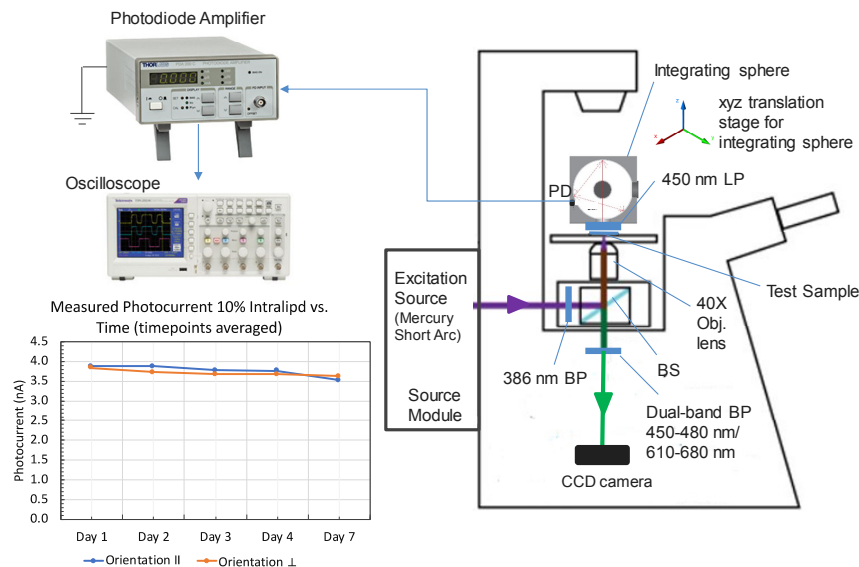 Photodiode Amplifier
THORLABS
Oscilloscope
Tektronix
Integrating sphere
z
x
y
xyz translation
stage for
integrating sphere
PD
450 nm LP
Test Sample
Excitation
Source
(Mercury
Short Arc)
Source
Module
40X
Obj.
lens
BS
386 nm BP
Dual-band BP
450-480 nm/
610-680 nm
CCD camera
Measured Photocurrent 10% Intralipd vs.
Time (timepoints averaged)
Photocurrent (nA)
4.5
4.0
3.5
3.0
2.5
2.0
1.5
1.0
0.5
0.0
Day 1 Day 2 Day 3 Day 4 Day 7
Orientation || Orientation ⊥